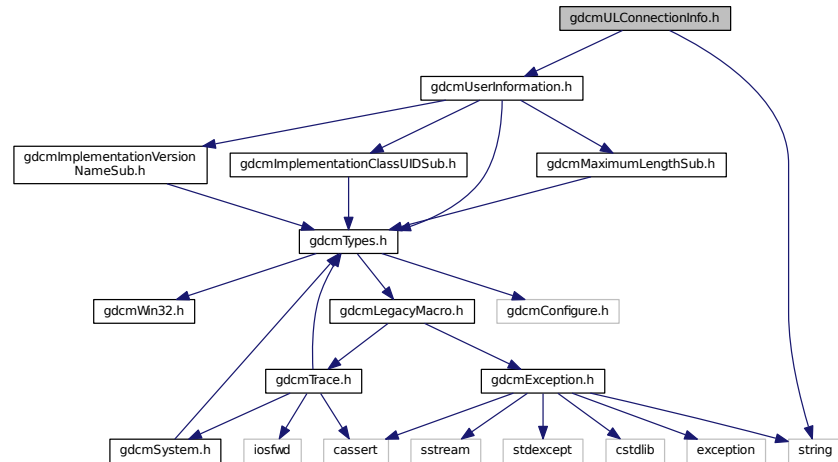 gdcmULConnectionInfo.h
gdcmUserInformation.h
gdcmImplementationVersion
NameSub.h
gdcmImplementationClassUIDSub.h
gdcmMaximumLengthSub.h
gdcmTypes.h
gdcmWin32.h
gdcmLegacyMacro.h
gdcmConfigure.h
gdcmTrace.h
gdcmException.h
gdcmSystem.h
iosfwd
cassert
sstream
stdexcept
cstdlib
exception
string